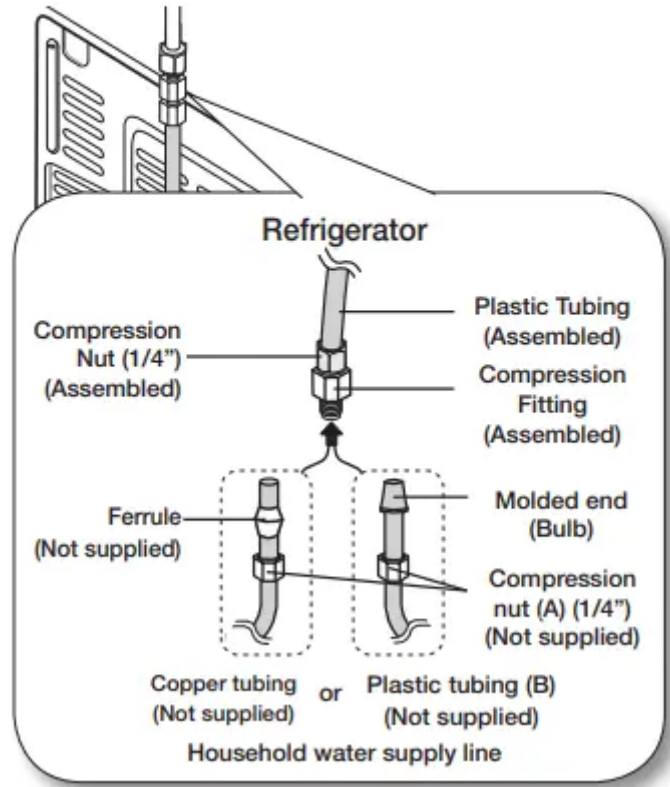 Refrigerator
Compression
Nut (1/4”)
(Assembled)
Plastic Tubing
(Assembled)
Compression
Fitting
(Assembled)
Ferrule
(Not supplied)
Molded end
(Bulb)
Compression
nut (A) (1/4”)
(Not supplied)
Copper tubing
(Not supplied)
or
Plastic tubing (B)
(Not supplied)
Household water supply line